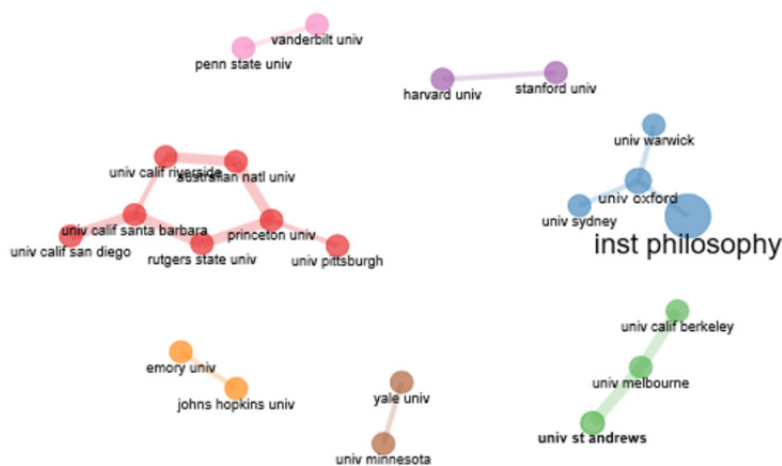 vanderbilt univ
penn state univ
harvard univ
stanford univ
univ warwick
univ calif riverside
australian natl univ
univ oxford
univ sydney
univ calif santa barbara
princeton univ
univ calif san diego
rutgers state univ
univ pittsburgh
inst philosophy
univ calif berkeley
emory univ
univ melbourne
johns hopkins univ
yale univ
univ st andrews
univ minnesota